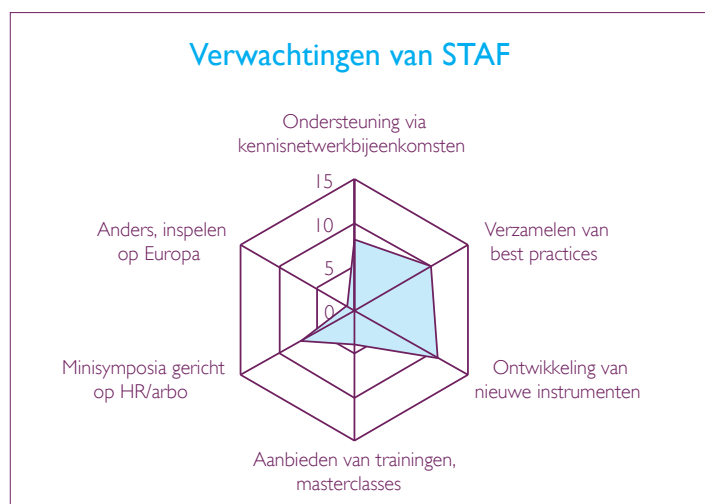 Verwachtingen van STAF
Ondersteuning via
kennisnetwerkbijeenkomsten
15
10
5
0
Verzamelen van
best practices
Ontwikkeling van
nieuwe instrumenten
Aanbieden van trainingen,
masterclasses
Minisymposia gericht
op HR/arbo
Anders, inspelen
op Europa